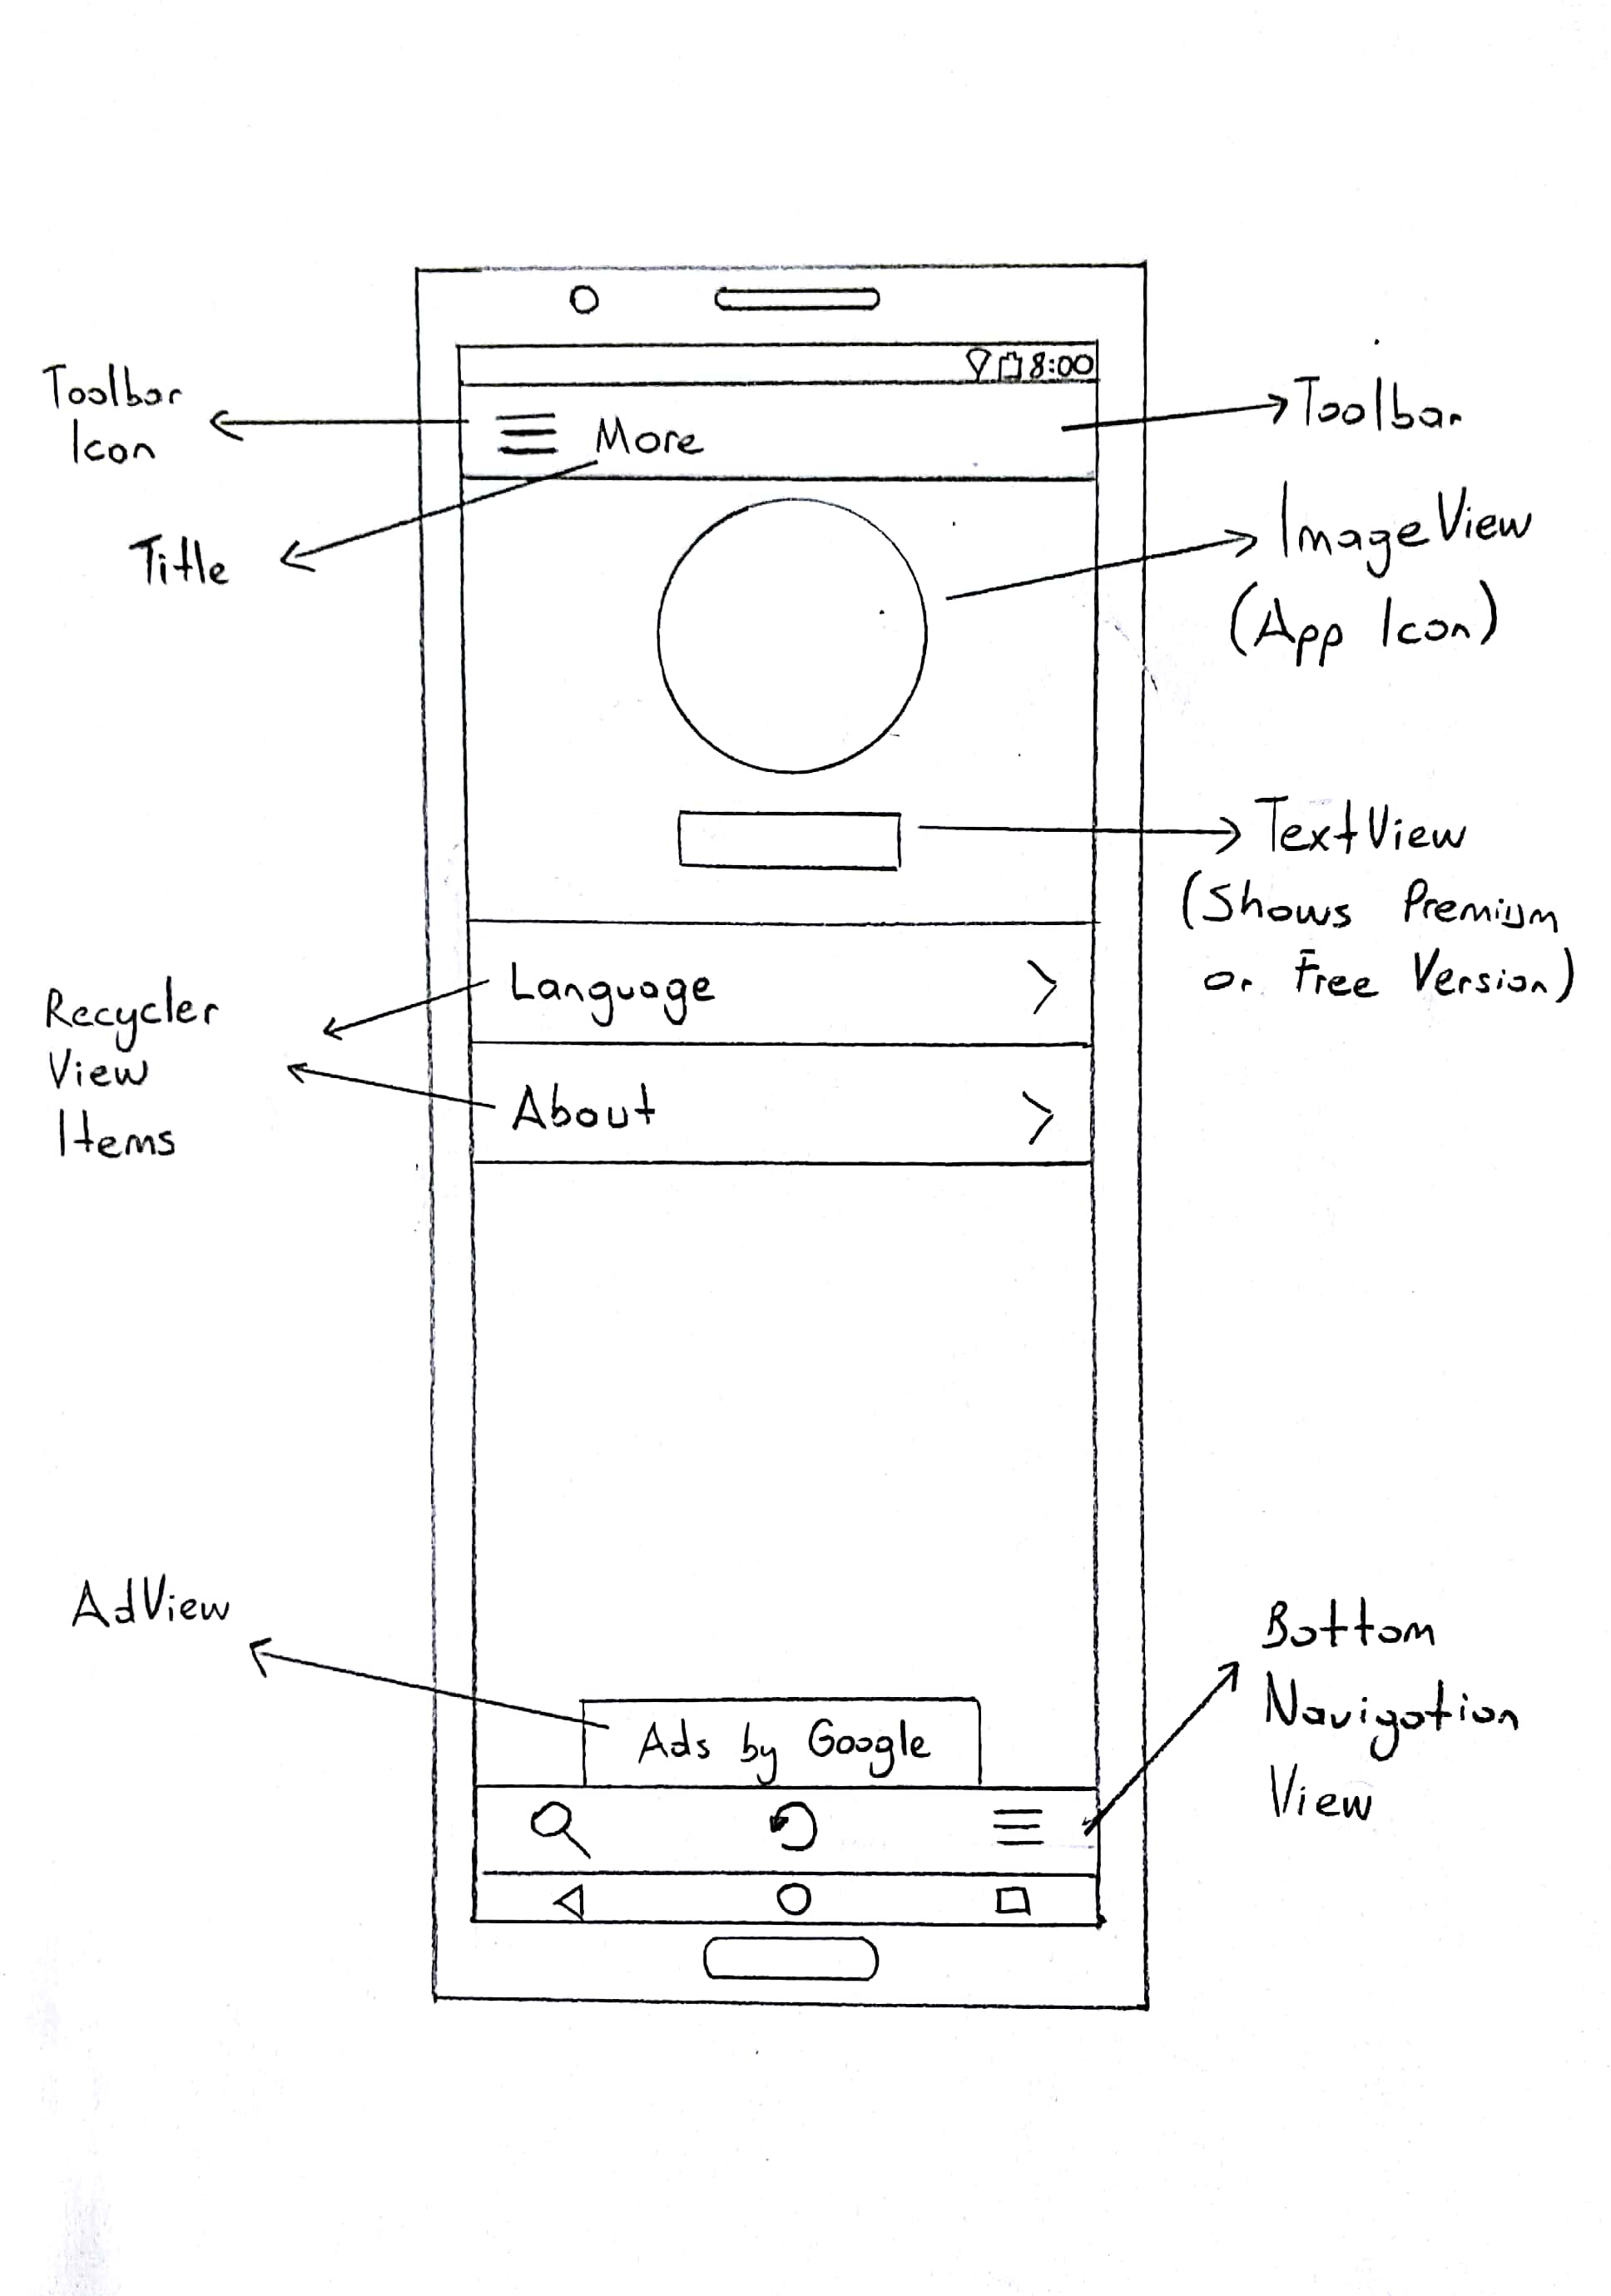 8:00
Toolbar
Icon
More
Toolbar
Title
ImageView
(App Icon)
TextView
(Shows Premium
or Free Version)
Language
Recycler
View
Items
About
AdView
Ads by Google
Bottom
Navigation
View